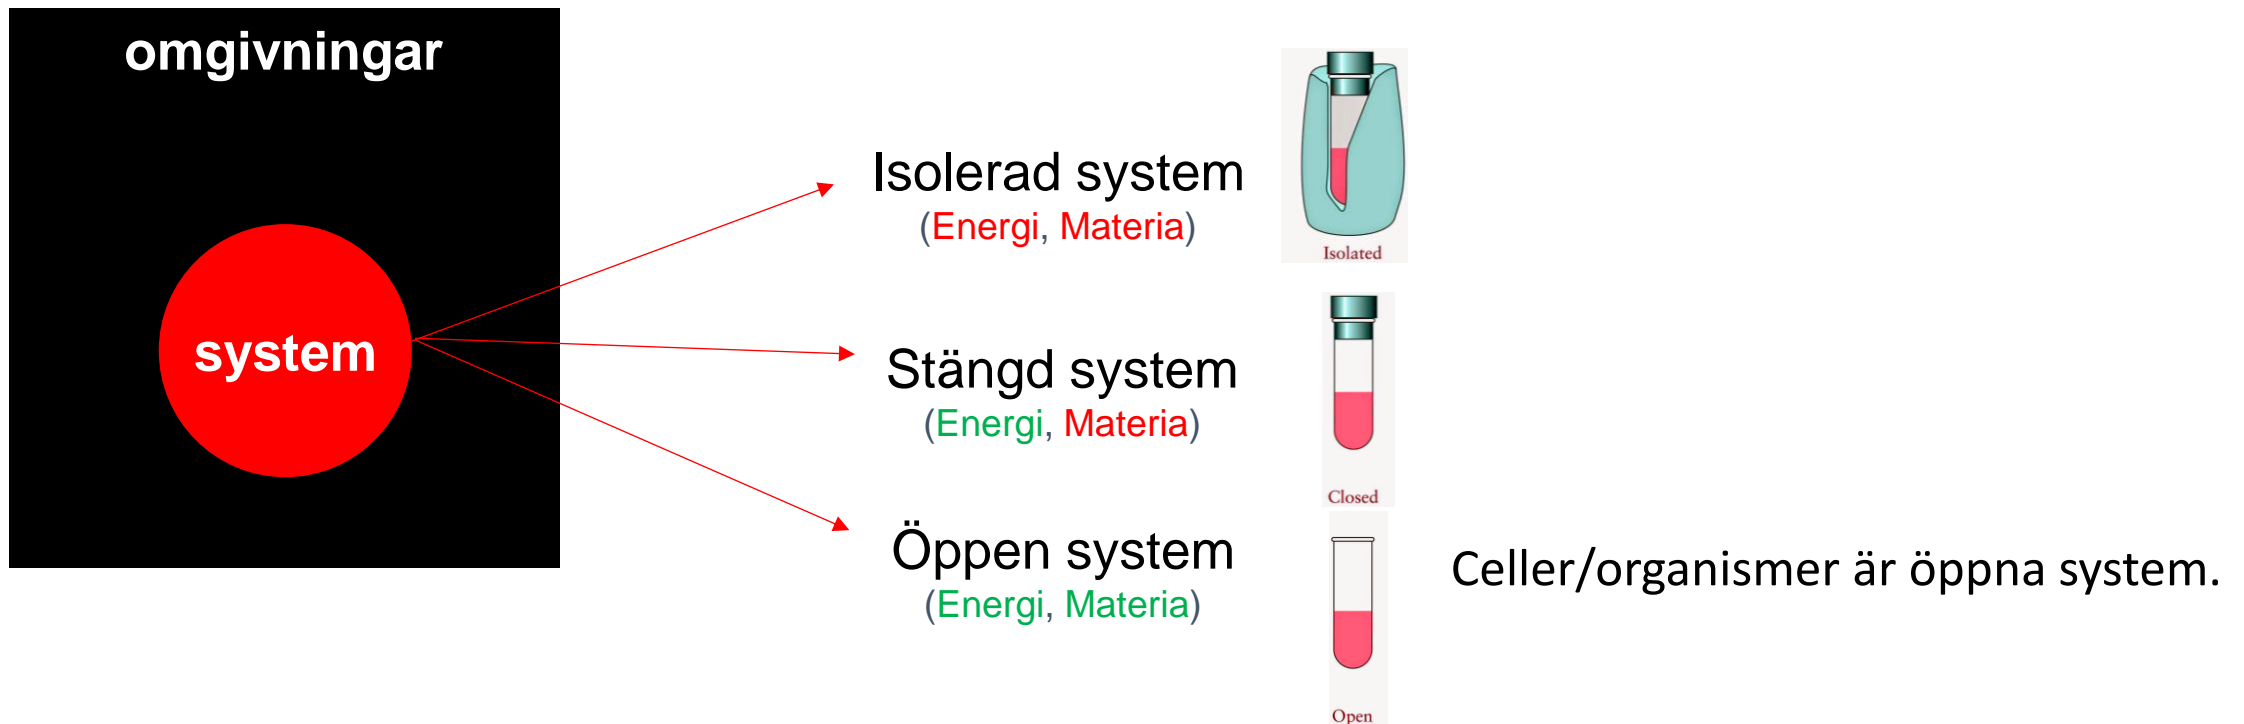 omgivningar
system
Isolerad system
(Energi, Materia)
Isolated
Stängd system
(Energi, Materia)
Closed
Öppen system
(Energi, Materia)
Open
Celler/organismer är öppna system.